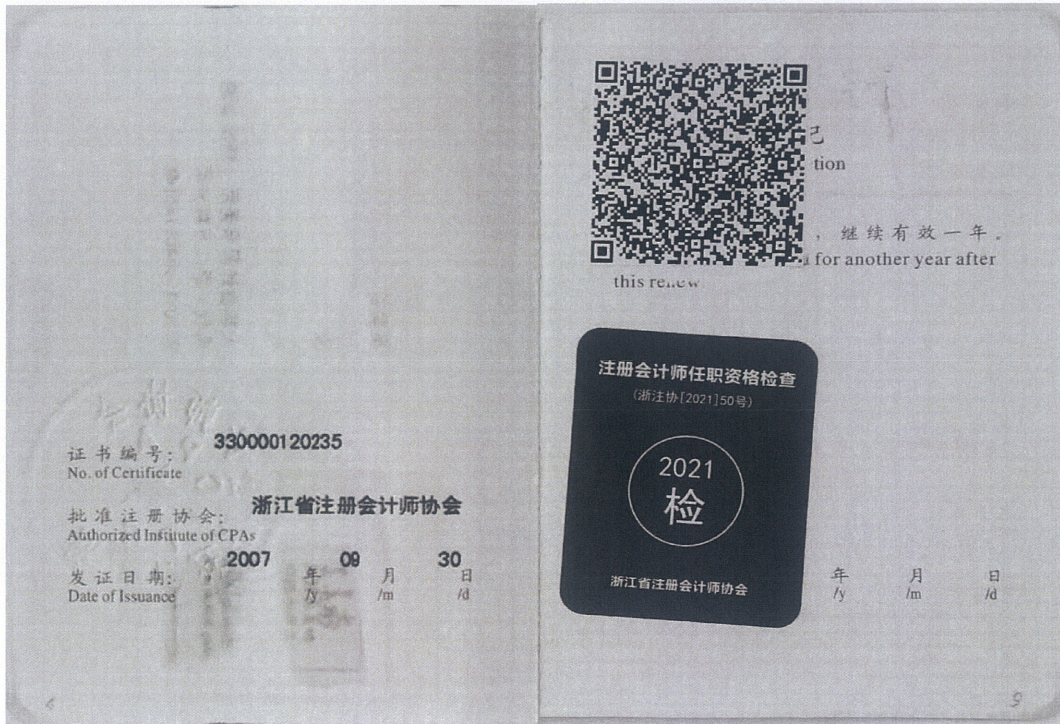 证书编号: 330000120235
No. of Certificate
批准注册协会: 浙江省注册会计师协会
Authorized Institute of CPAs
发证日期: 2007 年 09 月 30 日
Date of Issuance /y /m /d
tion
，继续有效一年。
for another year after
this renew
注册会计师任职资格检查
(浙注协[2021]50号)
2021
检
浙江省注册会计师协会
年 月 日
/y /m /d
9